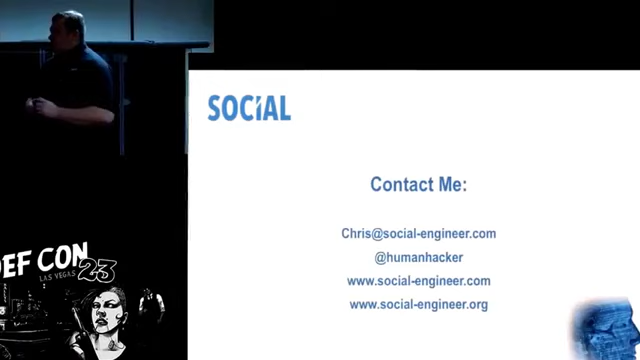 SOCiAL
Contact Me:
Chris@social-engineer.com
@humanhacker
www.social-engineer.com
www.social-engineer.org
DEF CON
LAS VEGAS 23